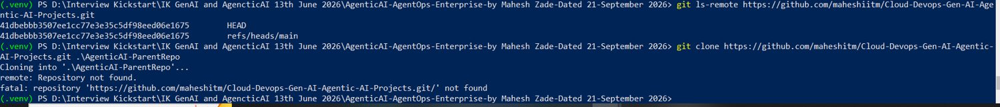 (.venv) PS D:\Interview Kickstart\IK GenAI and AgencticAI 13th June 2026\AgenticAI-AgentOps-Enterprise-by Mahesh Zade-Dated 21-September 2026> git ls-remote https://github.com/maheshiitm/Cloud-Devops-Gen-AI-Age
ntic-AI-Projects.git
41dbebbb3507ee1cc77e3e35c5df98eed06e1675 HEAD
41dbebbb3507ee1cc77e3e35c5df98eed06e1675 refs/heads/main
(.venv) PS D:\Interview Kickstart\IK GenAI and AgencticAI 13th June 2026\AgenticAI-AgentOps-Enterprise-by Mahesh Zade-Dated 21-September 2026> git clone https://github.com/maheshitm/Cloud-Devops-Gen-AI-Agentic-
AI-Projects.git .\AgenticAI-ParentRepo
Cloning into '.\AgenticAI-ParentRepo'...
remote: Repository not found.
fatal: repository 'https://github.com/maheshitm/Cloud-Devops-Gen-AI-Agentic-AI-Projects.git/' not found
(.venv) PS D:\Interview Kickstart\IK GenAI and AgencticAI 13th June 2026\AgenticAI-AgentOps-Enterprise-by Mahesh Zade-Dated 21-September 2026>